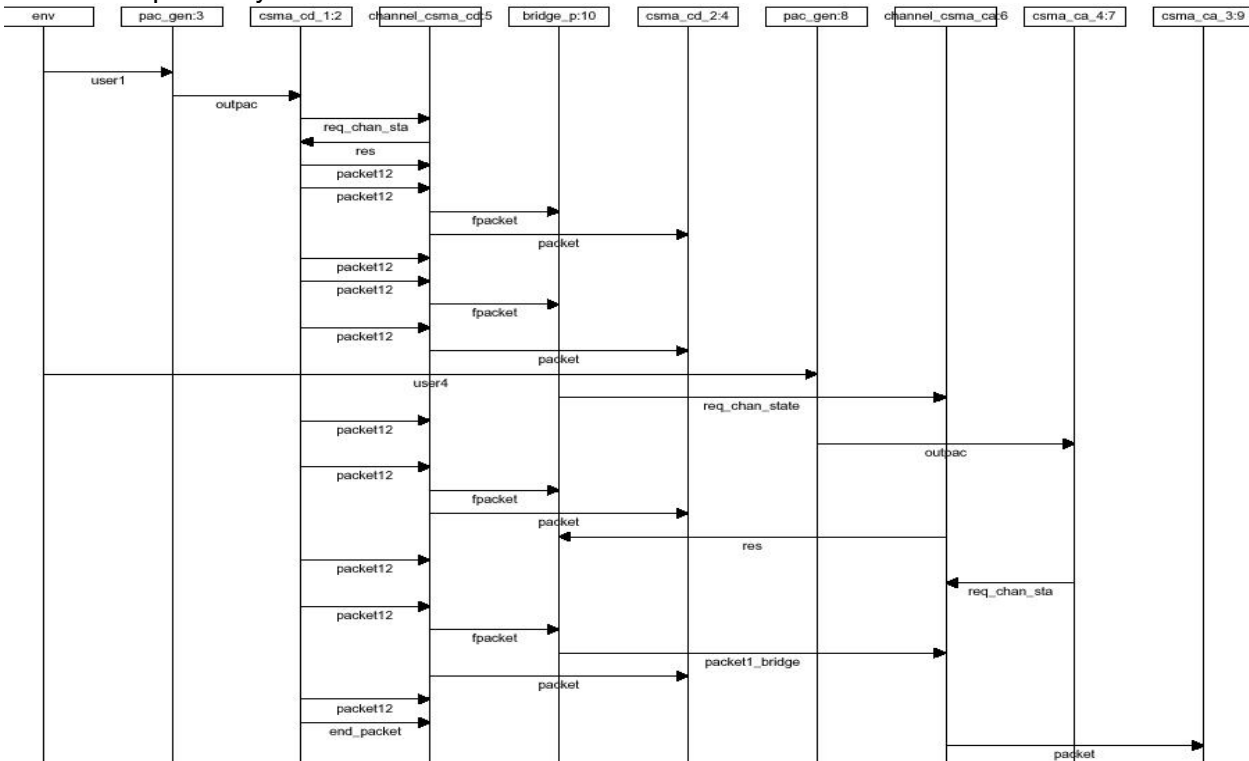 env pac_gen:3 csma_cd_1:2 channel_csma_cd:5 bridge_p:10 csma_cd_2:4 pac_gen:8 channel_csma_ca:6 csma_ca_4:7 csma_ca_3:9
user1
outpac
req_chan_sta
res
packet12
packet12
fpacket
packet
packet12
packet12
fpacket
packet12
packet
user4
req_chan_state
packet12
outpac
packet12
fpacket
packet
res
packet12
req_chan_sta
packet12
fpacket
packet1_bridge
packet
packet12
end_packet
packet